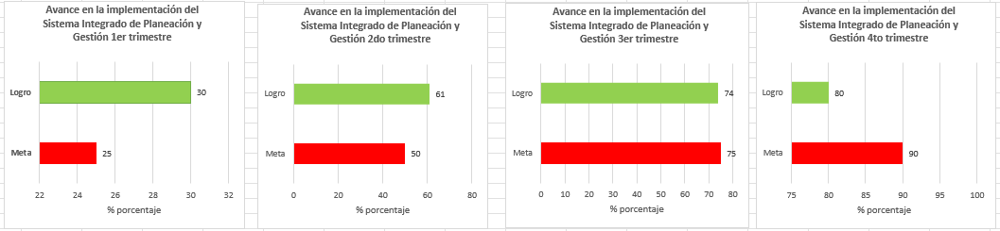 Avance en la implementación del
Sistema Integrado de Planeación y
Gestión 1er trimestre
Logro
30
Meta
25
22 24 26 28 30 32
% porcentaje
Avance en la implementación del
Sistema Integrado de Planeación y
Gestión 2do trimestre
Logro
61
Meta
50
0 20 40 60 80
% porcentaje
Avance en la implementación del
Sistema Integrado de Planeación y
Gestión 3er trimestre
Logro
74
Meta
75
0 10 20 30 40 50 60 70 80
% porcentaje
Avance en la implementación del
Sistema Integrado de Planeación y
Gestión 4to trimestre
Logro
80
Meta
90
75 80 85 90 95 100
% porcentaje